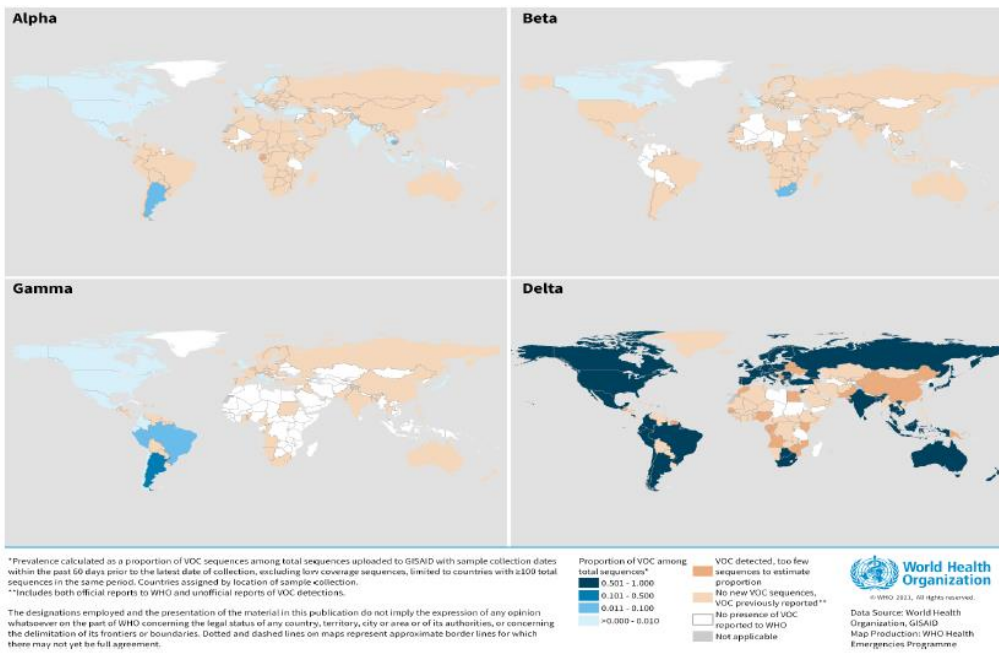 Alpha
Beta
Gamma
Delta
*Prevalence calculated as a proportion of VOC sequences among total sequences uploaded to GISAID with sample collection dates
within the past 60 days prior to the latest date of collection, excluding low coverage sequences, limited to countries with ≥100 total
sequences in the same period. Countries assigned by location of sample collection.
**Includes both official reports to WHO and unofficial reports of VOC detections.
The designations employed and the presentation of the material in this publication do not imply the expression of any opinion
whatsoever on the part of WHO concerning the legal status of any country, territory, city or area or of its authorities, or concerning
the delimitation of its frontiers or boundaries. Dotted and dashed lines on maps represent approximate border lines for which
there may not yet be full agreement.
Proportion of VOC among
total sequences*
0.501 - 1.000
0.101 - 0.500
0.011 - 0.100
>0.000 - 0.010
VOC detected, too few
sequences to estimate
proportion
No new VOC sequences,
VOC previously reported**
No presence of VOC
reported to WHO
Not applicable
World Health
Organization
© WHO 2021, All rights reserved.
Data Source: World Health
Organization, GISAID
Map Production: WHO Health
Emergencies Programme